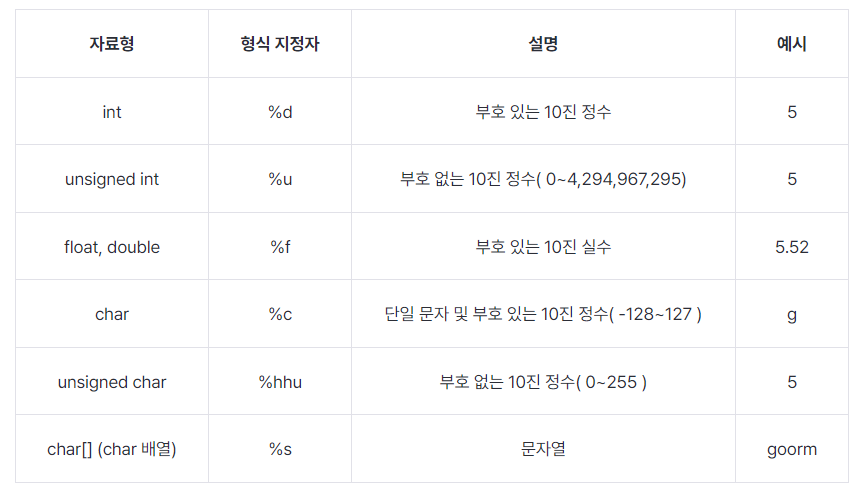 자료형 형식 지정자 설명 예시
int %d 부호 있는 10진 정수 5
unsigned int %u 부호 없는 10진 정수( 0~4,294,967,295) 5
float, double %f 부호 있는 10진 실수 5.52
char %c 단일 문자 및 부호 있는 10진 정수( -128~127 ) g
unsigned char %hhu 부호 없는 10진 정수( 0~255 ) 5
char[] (char 배열) %s 문자열 goorm